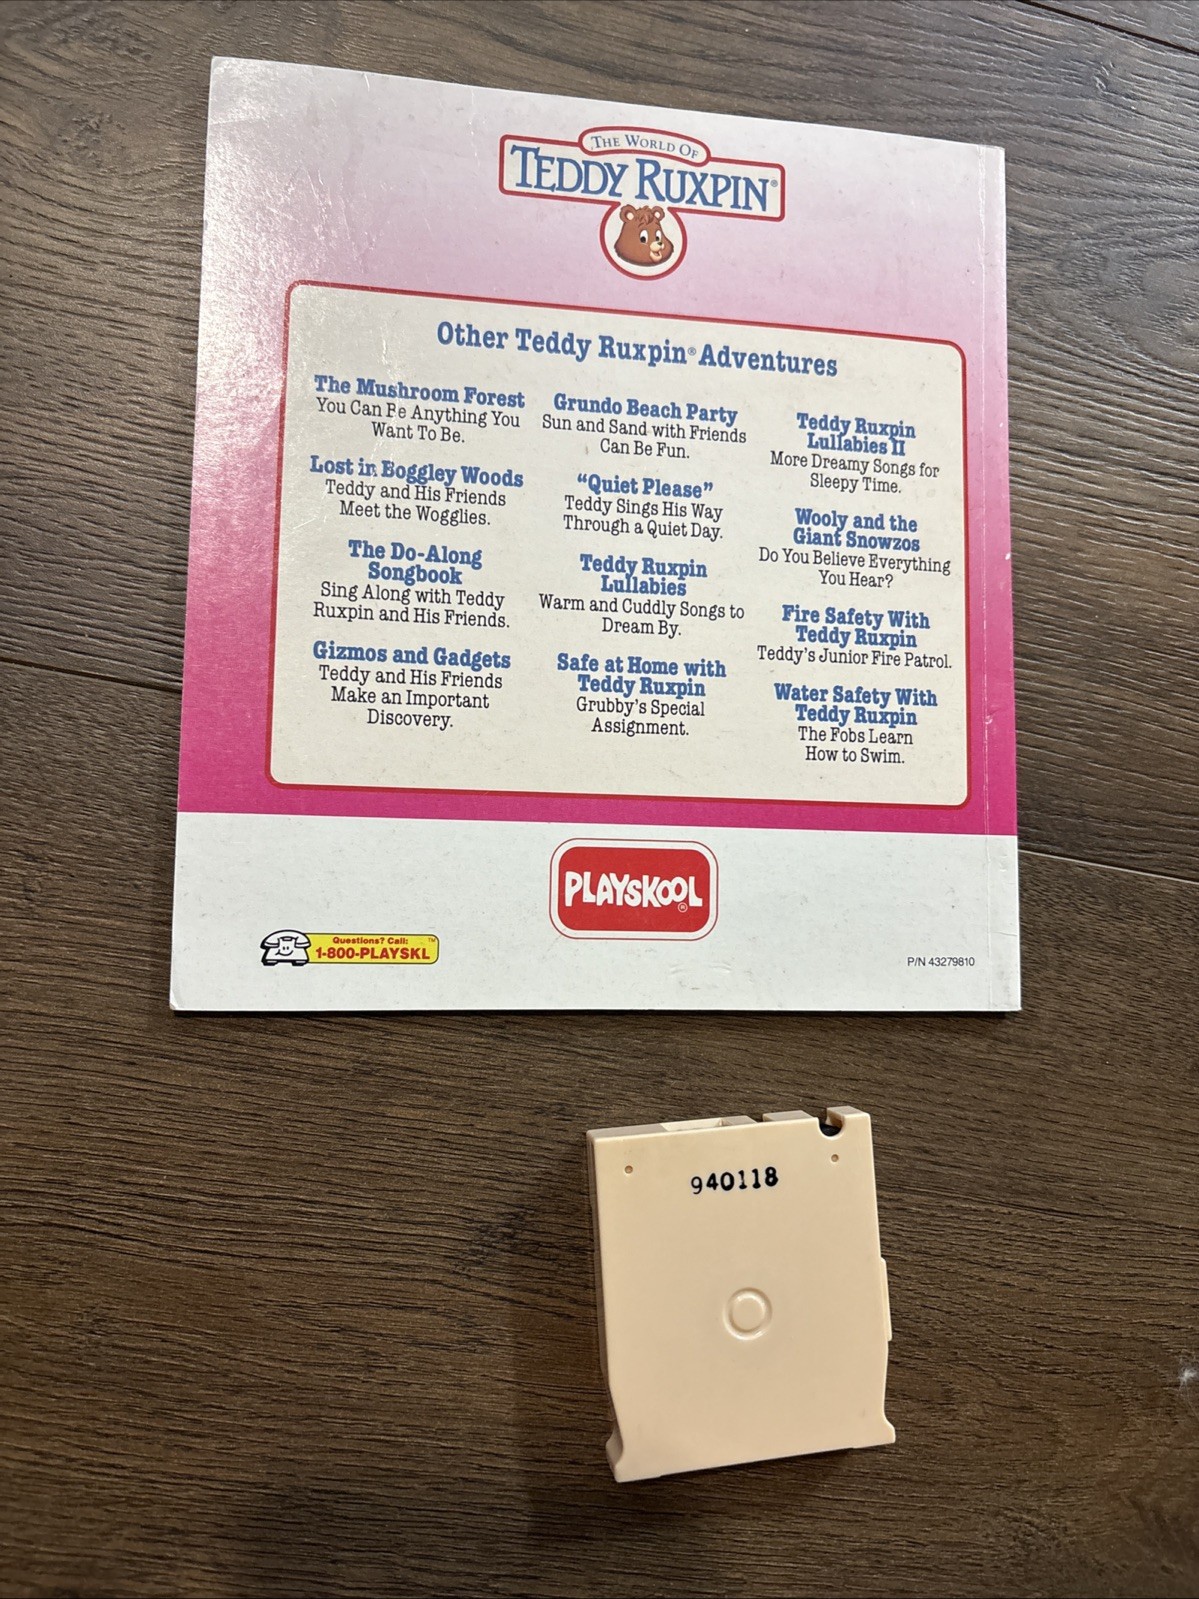 THE WORLD OF
TEDDY RUXPIN®
Other Teddy Ruxpin® Adventures
The Mushroom Forest
You Can Be Anything You
Want To Be.
Lost in Boggley Woods
Teddy and His Friends
Meet the Wogglies.
The Do-Along
Songbook
Sing Along with Teddy
Ruxpin and His Friends.
Gizmos and Gadgets
Teddy and His Friends
Make an Important
Discovery.
Grundo Beach Party
Sun and Sand with Friends
Can Be Fun.
"Quiet Please"
Teddy Sings His Way
Through a Quiet Day.
Teddy Ruxpin
Lullabies
Warm and Cuddly Songs to
Dream By.
Safe at Home with
Teddy Ruxpin
Grubby's Special
Assignment.
Teddy Ruxpin
Lullabies II
More Dreamy Songs for
Sleepy Time.
Wooly and the
Giant Snowzos
Do You Believe Everything
You Hear?
Fire Safety With
Teddy Ruxpin
Teddy's Junior Fire Patrol.
Water Safety With
Teddy Ruxpin
The Fobs Learn
How to Swim.
PLAYSKOOL®
Questions? Call:
1-800-PLAYSKL™
P/N 43279810
940118